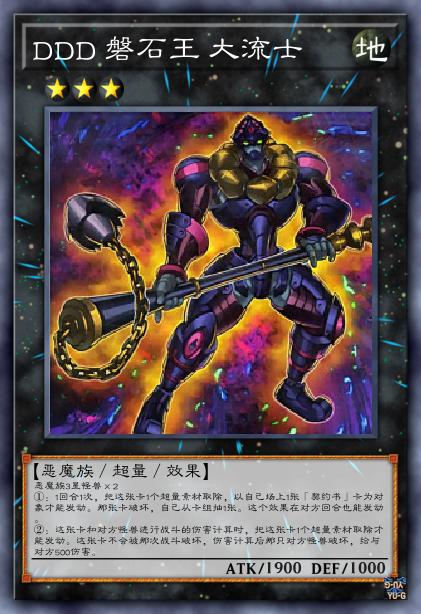 DDD 磐石王 大流士
地
【恶魔族／超量／效果】
恶魔族3星怪兽×2
①：1回合1次，把这张卡1个超量素材取除，以自己场上1张「契约书」卡为对
象才能发动。那张卡破坏，自己从卡组抽1张。这个效果在对方回合也能发动
。
②：这张卡和对方怪兽进行战斗的伤害计算时，把这张卡1个超量素材取除才
能发动。这张卡不会被那次战斗破坏，伤害计算后那只对方怪兽破坏，给与
对方500伤害。
ATK/1900 DEF/1000
YU-G